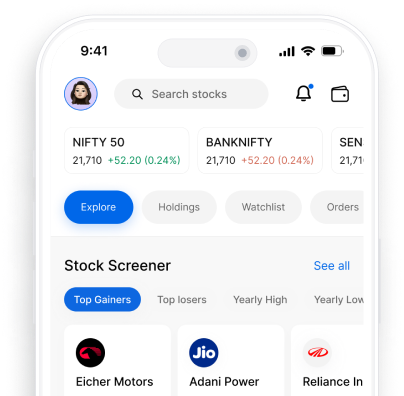 9:41
Search stocks
NIFTY 50 BANKNIFTY SEN
21,710 +52.20 (0.24%) 21,710 +52.20 (0.24%) 21,71
Explore Holdings Watchlist Orders
Stock Screener See all
Top Gainers Top losers Yearly High Yearly Low
Jio
Eicher Motors Adani Power Reliance In